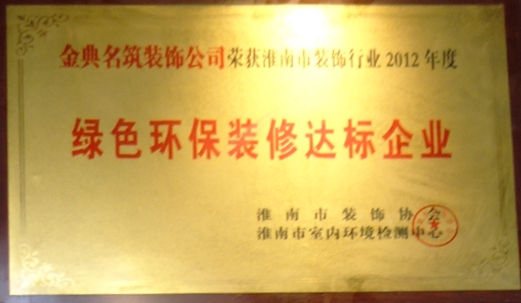 金典名筑装饰公司荣获淮南市装饰行业2012年度
绿色环保装修达标企业
淮南市装饰协会
淮南市室内环境检测中心